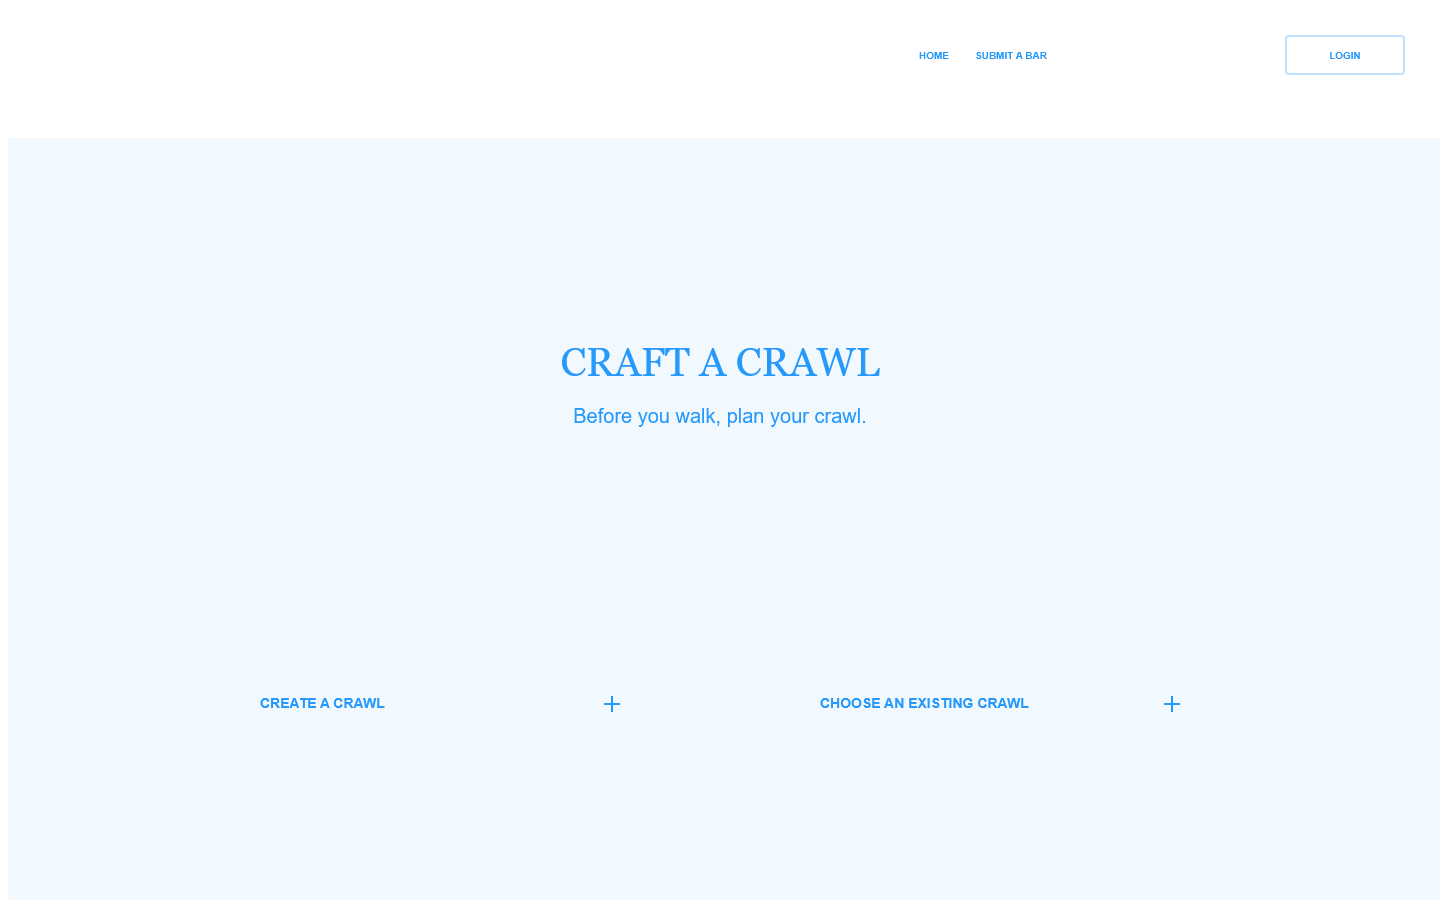 HOME SUBMIT A BAR LOGIN
CRAFT A CRAWL
Before you walk, plan your crawl.
CREATE A CRAWL
CHOOSE AN EXISTING CRAWL